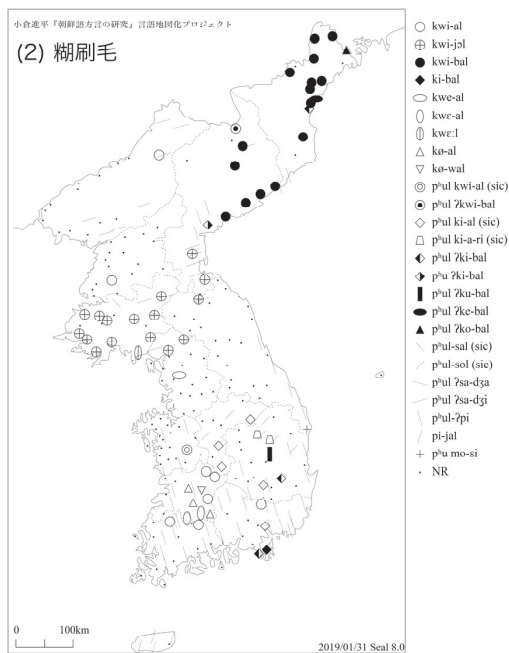 小倉進平『朝鮮語方言の研究』言語地図化プロジェクト
(2) 糊刷毛
kwi-al
kwi-jɔl
kwi-bal
ki-bal
kwe-al
kwɛ-al
kwɛːl
kø-al
kø-wal
pʰul kwi-al (sic)
pʰul ʔkwi-bal
pʰul ki-al (sic)
pʰul ki-a-ri (sic)
pʰul ʔki-bal
pʰu ʔki-bal
pʰul ʔku-bal
pʰul ʔke-bal
pʰul ʔko-bal
pʰul-sal (sic)
pʰul-sol (sic)
pʰul ʔsa-dʒa
pʰul ʔsa-dʒi
pʰul-ʔpi
pi-jal
pʰu mo-si
NR
0 100km
2019/01/31 Seal 8.0